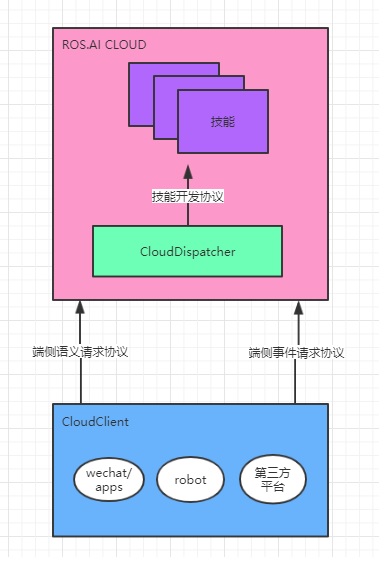 ROS.AI CLOUD
技能
技能开发协议
CloudDispatcher
端侧语义请求协议
端侧事件请求协议
CloudClient
wechat/
apps
robot
第三方
平台